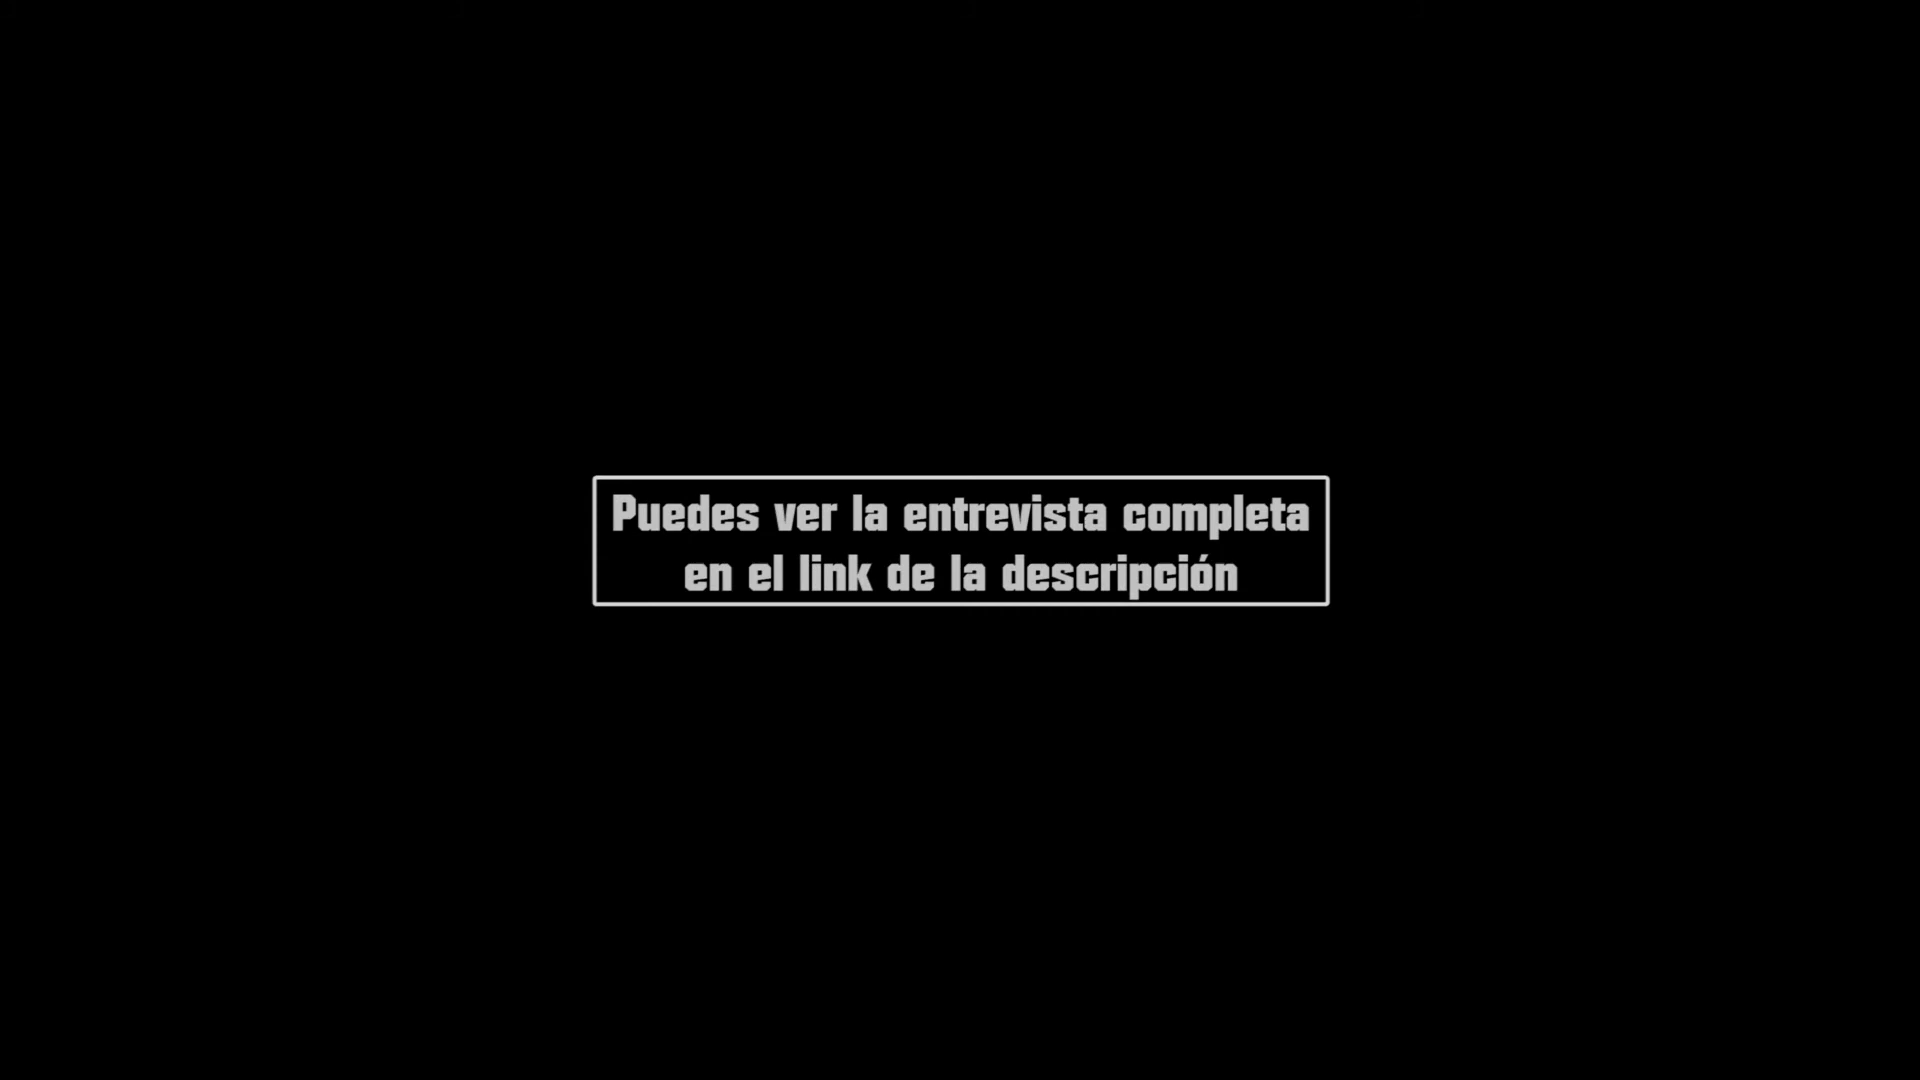 Puedes ver la entrevista completa
en el link de la descripción